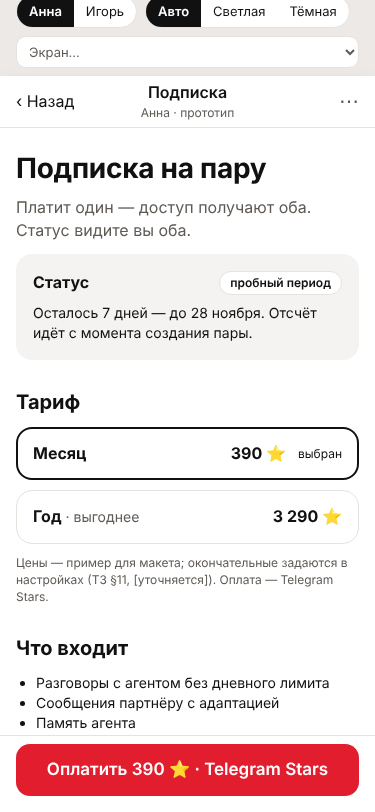 Анна Игорь Авто Светлая Тёмная
Экран...
‹ Назад Подписка ···
Анна · прототип
Подписка на пару
Платит один — доступ получают оба.
Статус видите вы оба.
Статус пробный период
Осталось 7 дней — до 28 ноября. Отсчёт
идёт с момента создания пары.
Тариф
Месяц 390 ⭐ выбран
Год · выгоднее 3 290 ⭐
Цены — пример для макета; окончательные задаются в
настройках (ТЗ §11, [уточняется]). Оплата — Telegram
Stars.
Что входит
• Разговоры с агентом без дневного лимита
• Сообщения партнёру с адаптацией
• Память агента
Оплатить 390 ⭐ · Telegram Stars